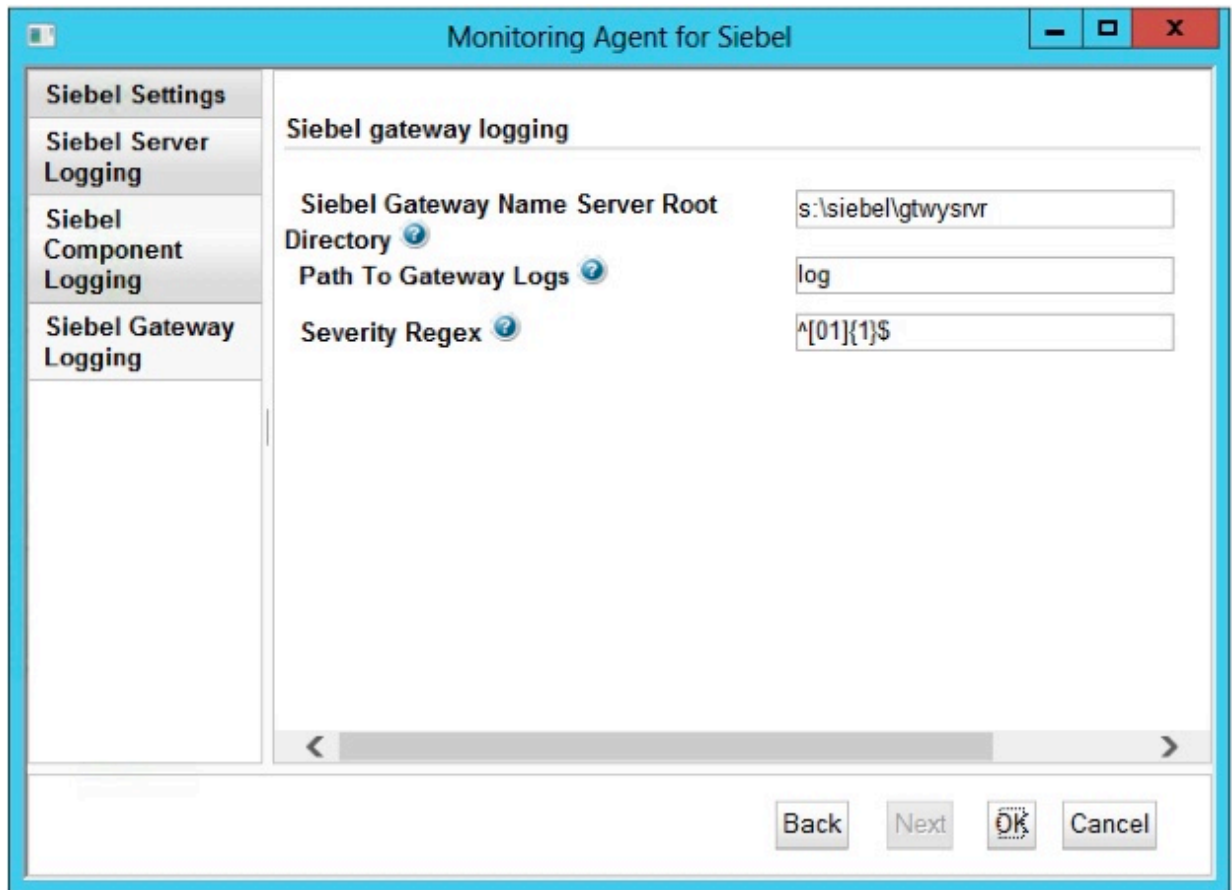 Monitoring Agent for Siebel
Siebel Settings
Siebel Server
Logging
Siebel
Component
Logging
Siebel Gateway
Logging
Siebel gateway logging
Siebel Gateway Name Server Root
Directory
s:\siebel\gtwysrvr
Path To Gateway Logs
log
Severity Regex
^[01]{1}$
Back
Next
OK
Cancel